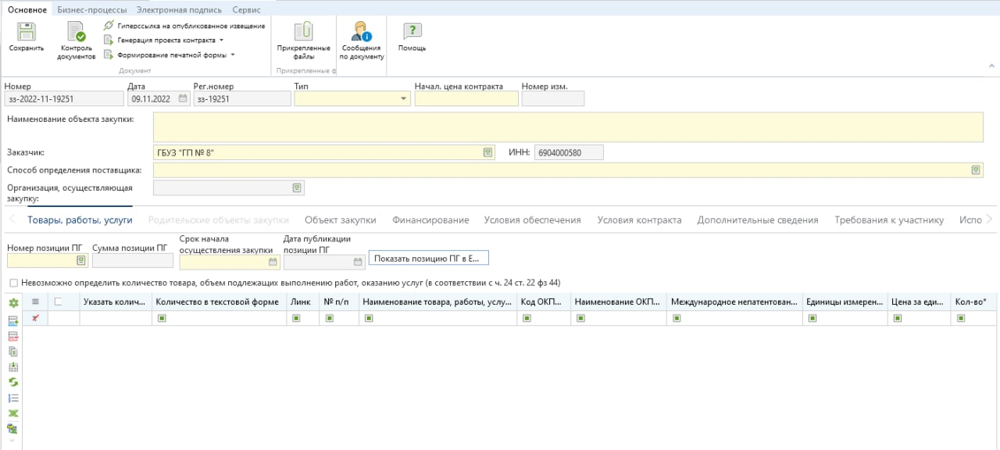 Основное Бизнес-процессы Электронная подпись Сервис
Сохранить
Контроль документов
Гиперссылка на опубликованное извещение
Генерация проекта контракта
Формирование печатной формы
Документ
Прикрепленные файлы
Прикрепленные ф
Сообщения по документу
Помощь
Номер Дата Рег.номер Тип Начал. цена контракта Номер изм.
зз-2022-11-19251 09.11.2022 зз-19251
Наименование объекта закупки:
Заказчик: ГБУЗ "ГП № 8" ИНН: 6904000580
Способ определения поставщика:
Организация, осуществляющая
закупку:
Товары, работы, услуги Родительские объекты закупки Объект закупки Финансирование Условия обеспечения Условия контракта Дополнительные сведения Требования к участнику Испо
Номер позиции ПГ Сумма позиции ПГ Срок начала осуществления закупки Дата публикации позиции ПГ
Показать позицию ПГ в Е...
Невозможно определить количество товара, объем подлежащих выполнению работ, оказанию услуг (в соответствии с ч. 24 ст. 22 фз 44)
Указать колич... Количество в текстовой форме Линк № п/п Наименование товара, работы, услу... Код ОКП... Наименование ОКП... Международное непатентован... Единицы измерен... Цена за еди... Кол-во*